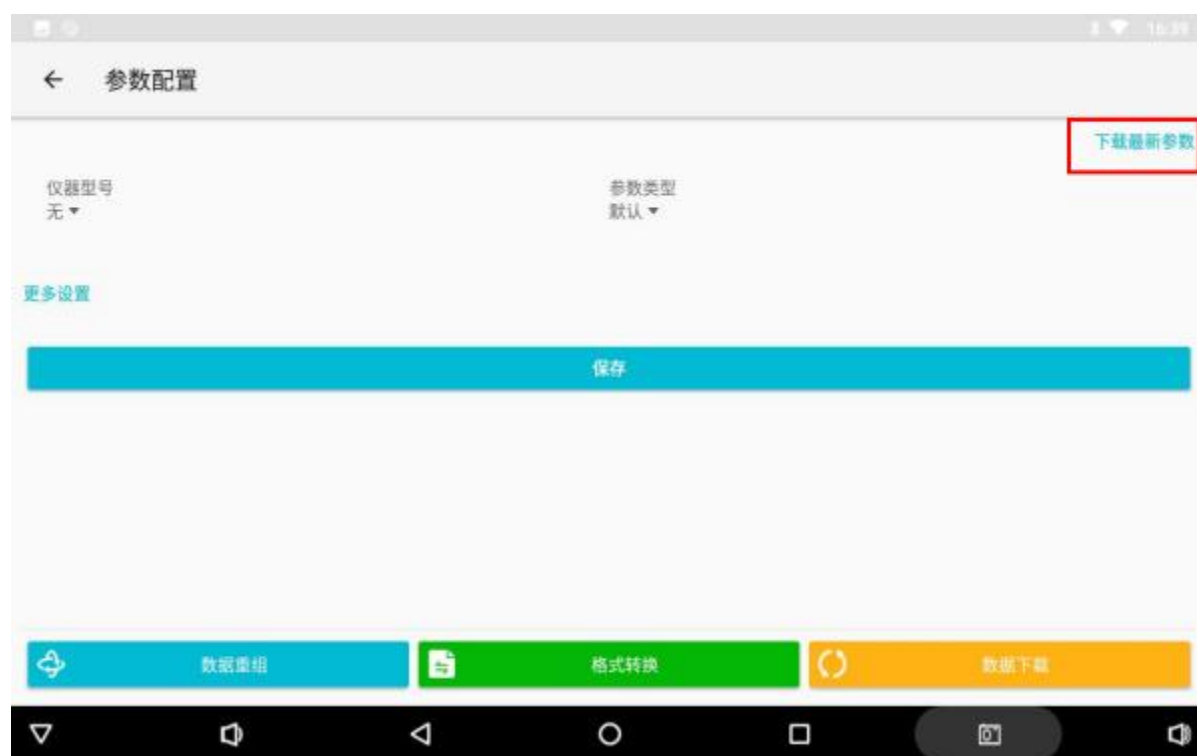 16:39
参数配置
下载最新参数
仪器型号
参数类型
无
默认
更多设置
保存
数据重组
格式转换
数据下载